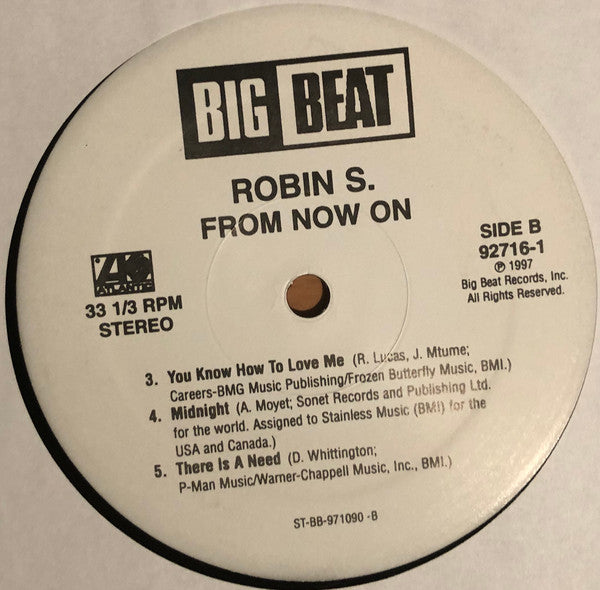 BIG BEAT
ROBIN S.
FROM NOW ON
SIDE B
92716-1
℗ 1997
Big Beat Records, Inc.
All Rights Reserved.
ATLANTIC
33 1/3 RPM
STEREO
3. You Know How To Love Me (R. Lucas, J. Mtume;
Careers-BMG Music Publishing/Frozen Butterfly Music, BMI.)
4. Midnight (A. Moyet; Sonet Records and Publishing Ltd.
for the world. Assigned to Stainless Music (BMI) for the
USA and Canada.)
5. There Is A Need (D. Whittington;
P-Man Music/Warner-Chappell Music, Inc., BMI.)
ST-BB-971090 -B